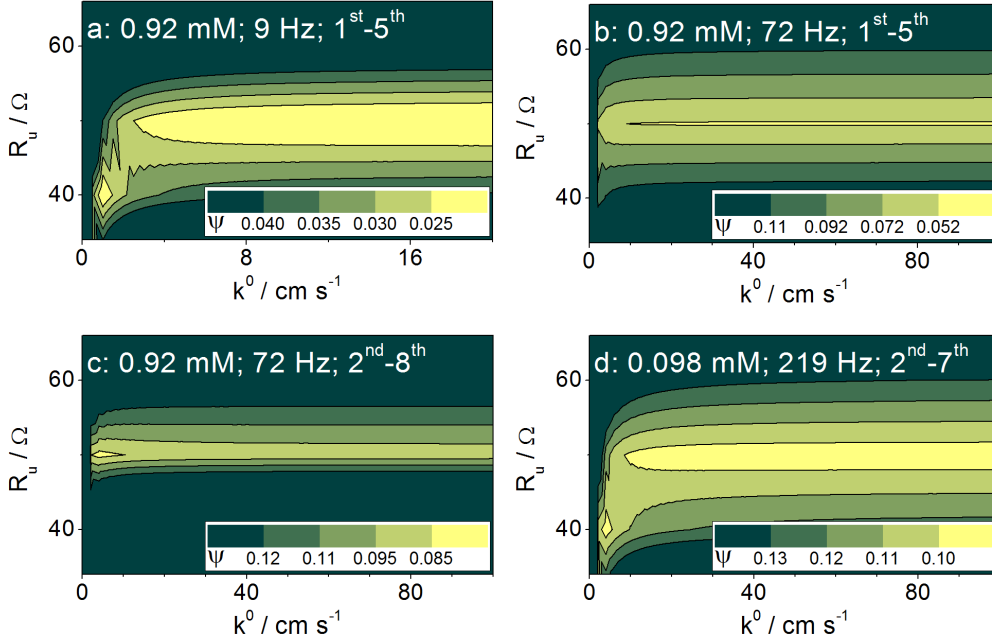 a: 0.92 mM; 9 Hz; 1st-5th
60
40
R_u / Ω
ψ 0.040 0.035 0.030 0.025
0 8 16
k⁰ / cm s⁻¹
b: 0.92 mM; 72 Hz; 1st-5th
60
40
R_u / Ω
ψ 0.11 0.092 0.072 0.052
0 40 80
k⁰ / cm s⁻¹
c: 0.92 mM; 72 Hz; 2nd-8th
60
40
R_u / Ω
ψ 0.12 0.11 0.095 0.085
0 40 80
k⁰ / cm s⁻¹
d: 0.098 mM; 219 Hz; 2nd-7th
60
40
R_u / Ω
ψ 0.13 0.12 0.11 0.10
0 40 80
k⁰ / cm s⁻¹